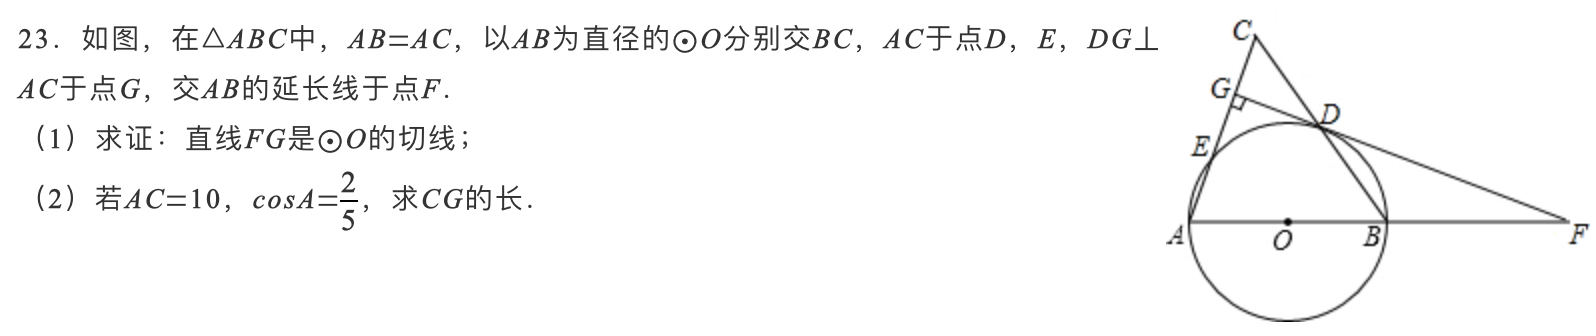 23．如图，在△ABC中，AB=AC，以AB为直径的⊙O分别交BC，AC于点D，E，DG⊥
AC于点G，交AB的延长线于点F．
（1）求证：直线FG是⊙O的切线；
（2）若AC=10，cosA=2/5，求CG的长．
C
G
D
E
A
O
B
F